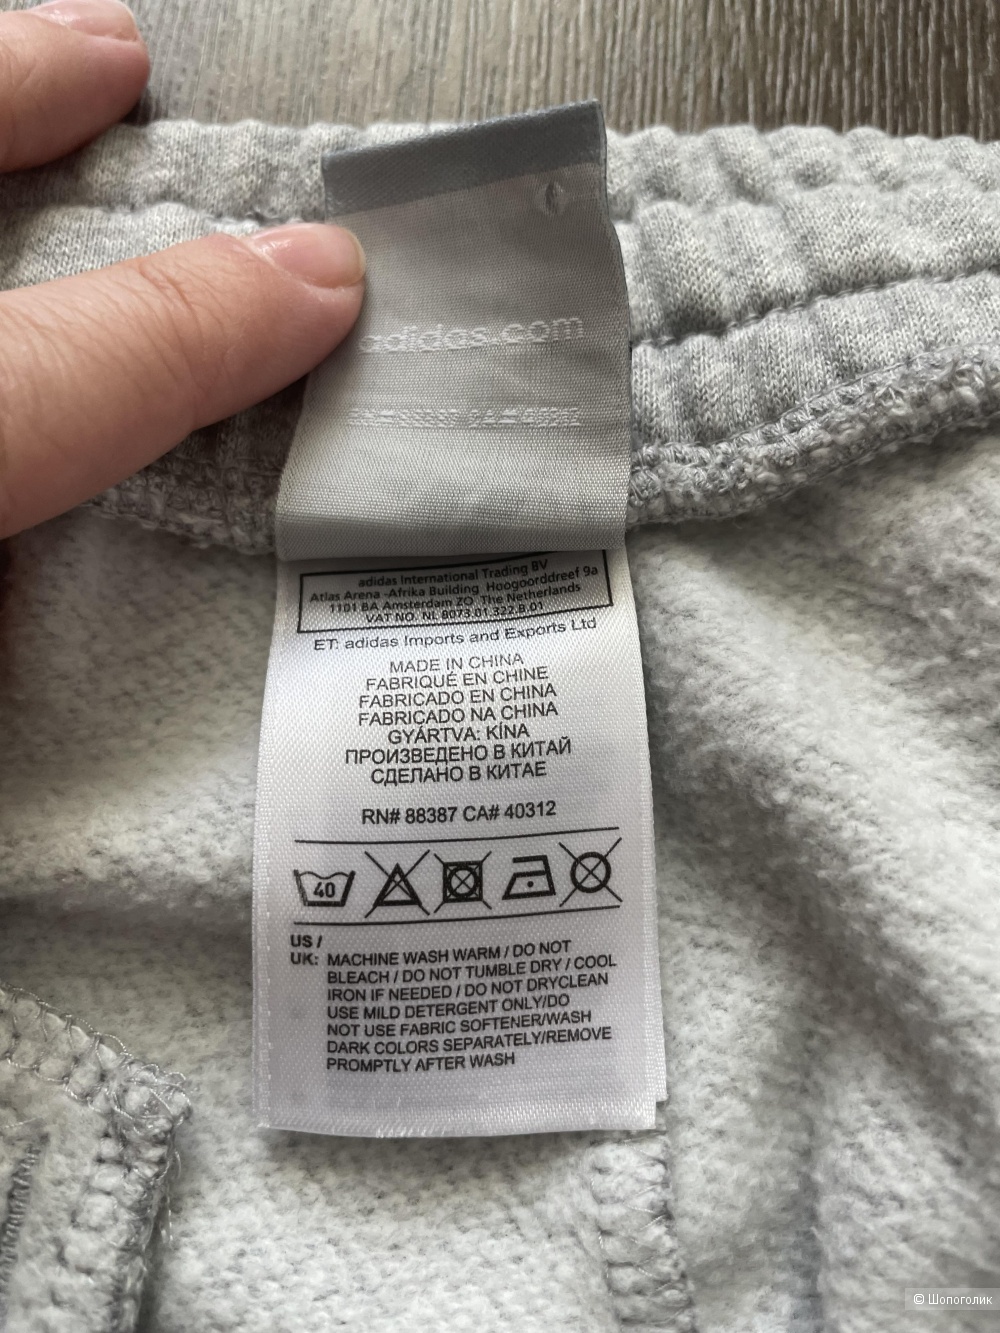 adidas.com
adidas International Trading BV
Atlas Arena -Afrika Building Hoogoorddreef 9a
1101 BA Amsterdam ZO The Netherlands
VAT NO. NL 8073.01.322.B.01
ET: adidas Imports and Exports Ltd
MADE IN CHINA
FABRIQUÉ EN CHINE
FABRICADO EN CHINA
FABRICADO NA CHINA
GYÁRTVA: KÍNA
ПРОИЗВЕДЕНО В КИТАЙ
СДЕЛАНО В КИТАЕ
RN# 88387 CA# 40312
40
US /
UK: MACHINE WASH WARM / DO NOT
BLEACH / DO NOT TUMBLE DRY / COOL
IRON IF NEEDED / DO NOT DRYCLEAN
USE MILD DETERGENT ONLY/DO
NOT USE FABRIC SOFTENER/WASH
DARK COLORS SEPARATELY/REMOVE
PROMPTLY AFTER WASH
© Шопоголик